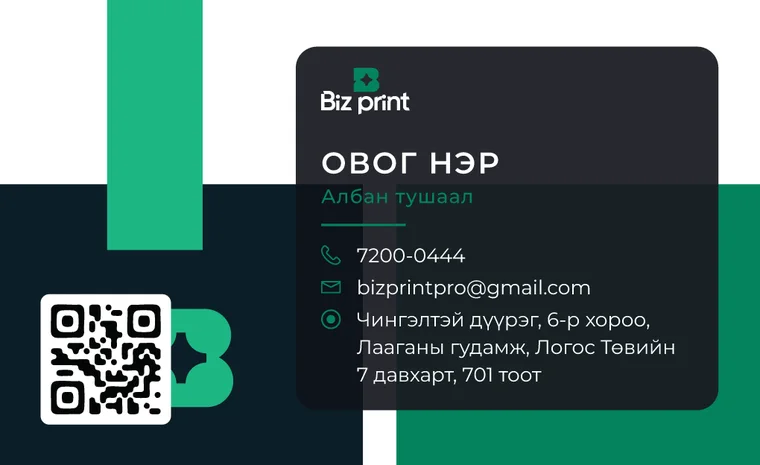 Biz print
ОВОГ НЭР
Албан тушаал
7200-0444
bizprintpro@gmail.com
Чингэлтэй дүүрэг, 6-р хороо,
Лааганы гудамж, Логос Төвийн
7 давхарт, 701 тоот